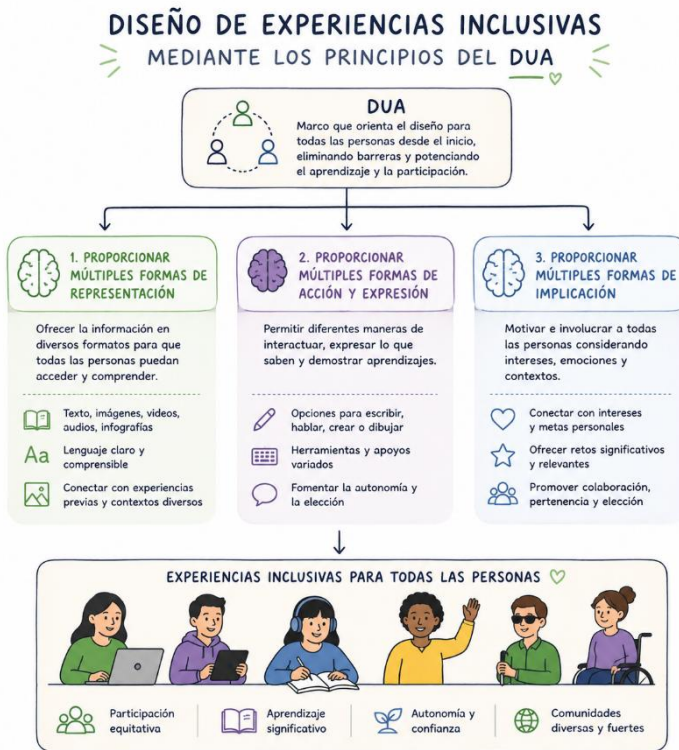 DISEÑO DE EXPERIENCIAS INCLUSIVAS
MEDIANTE LOS PRINCIPIOS DEL DUA
DUA
Marco que orienta el diseño para
todas las personas desde el inicio,
eliminando barreras y potenciando
el aprendizaje y la participación.
1. PROPORCIONAR
MÚLTIPLES FORMAS DE
REPRESENTACIÓN
Ofrecer la información en
diversos formatos para que
todas las personas puedan
acceder y comprender.
Texto, imágenes, videos,
audios, infografías
Aa
Lenguaje claro y
comprensible
Conectar con experiencias
previas y contextos diversos
2. PROPORCIONAR
MÚLTIPLES FORMAS DE
ACCIÓN Y EXPRESIÓN
Permitir diferentes maneras de
interactuar, expresar lo que
saben y demostrar aprendizajes.
Opciones para escribir,
hablar, crear o dibujar
Herramientas y apoyos
variados
Fomentar la autonomía y
la elección
3. PROPORCIONAR
MÚLTIPLES FORMAS DE
IMPLICACIÓN
Motivar e involucrar a todas
las personas considerando
intereses, emociones y
contextos.
Conectar con intereses
y metas personales
Ofrecer retos significativos
y relevantes
Promover colaboración,
pertenencia y elección
EXPERIENCIAS INCLUSIVAS PARA TODAS LAS PERSONAS
Participación
equitativa
Aprendizaje
significativo
Autonomía y
confianza
Comunidades
diversas y fuertes